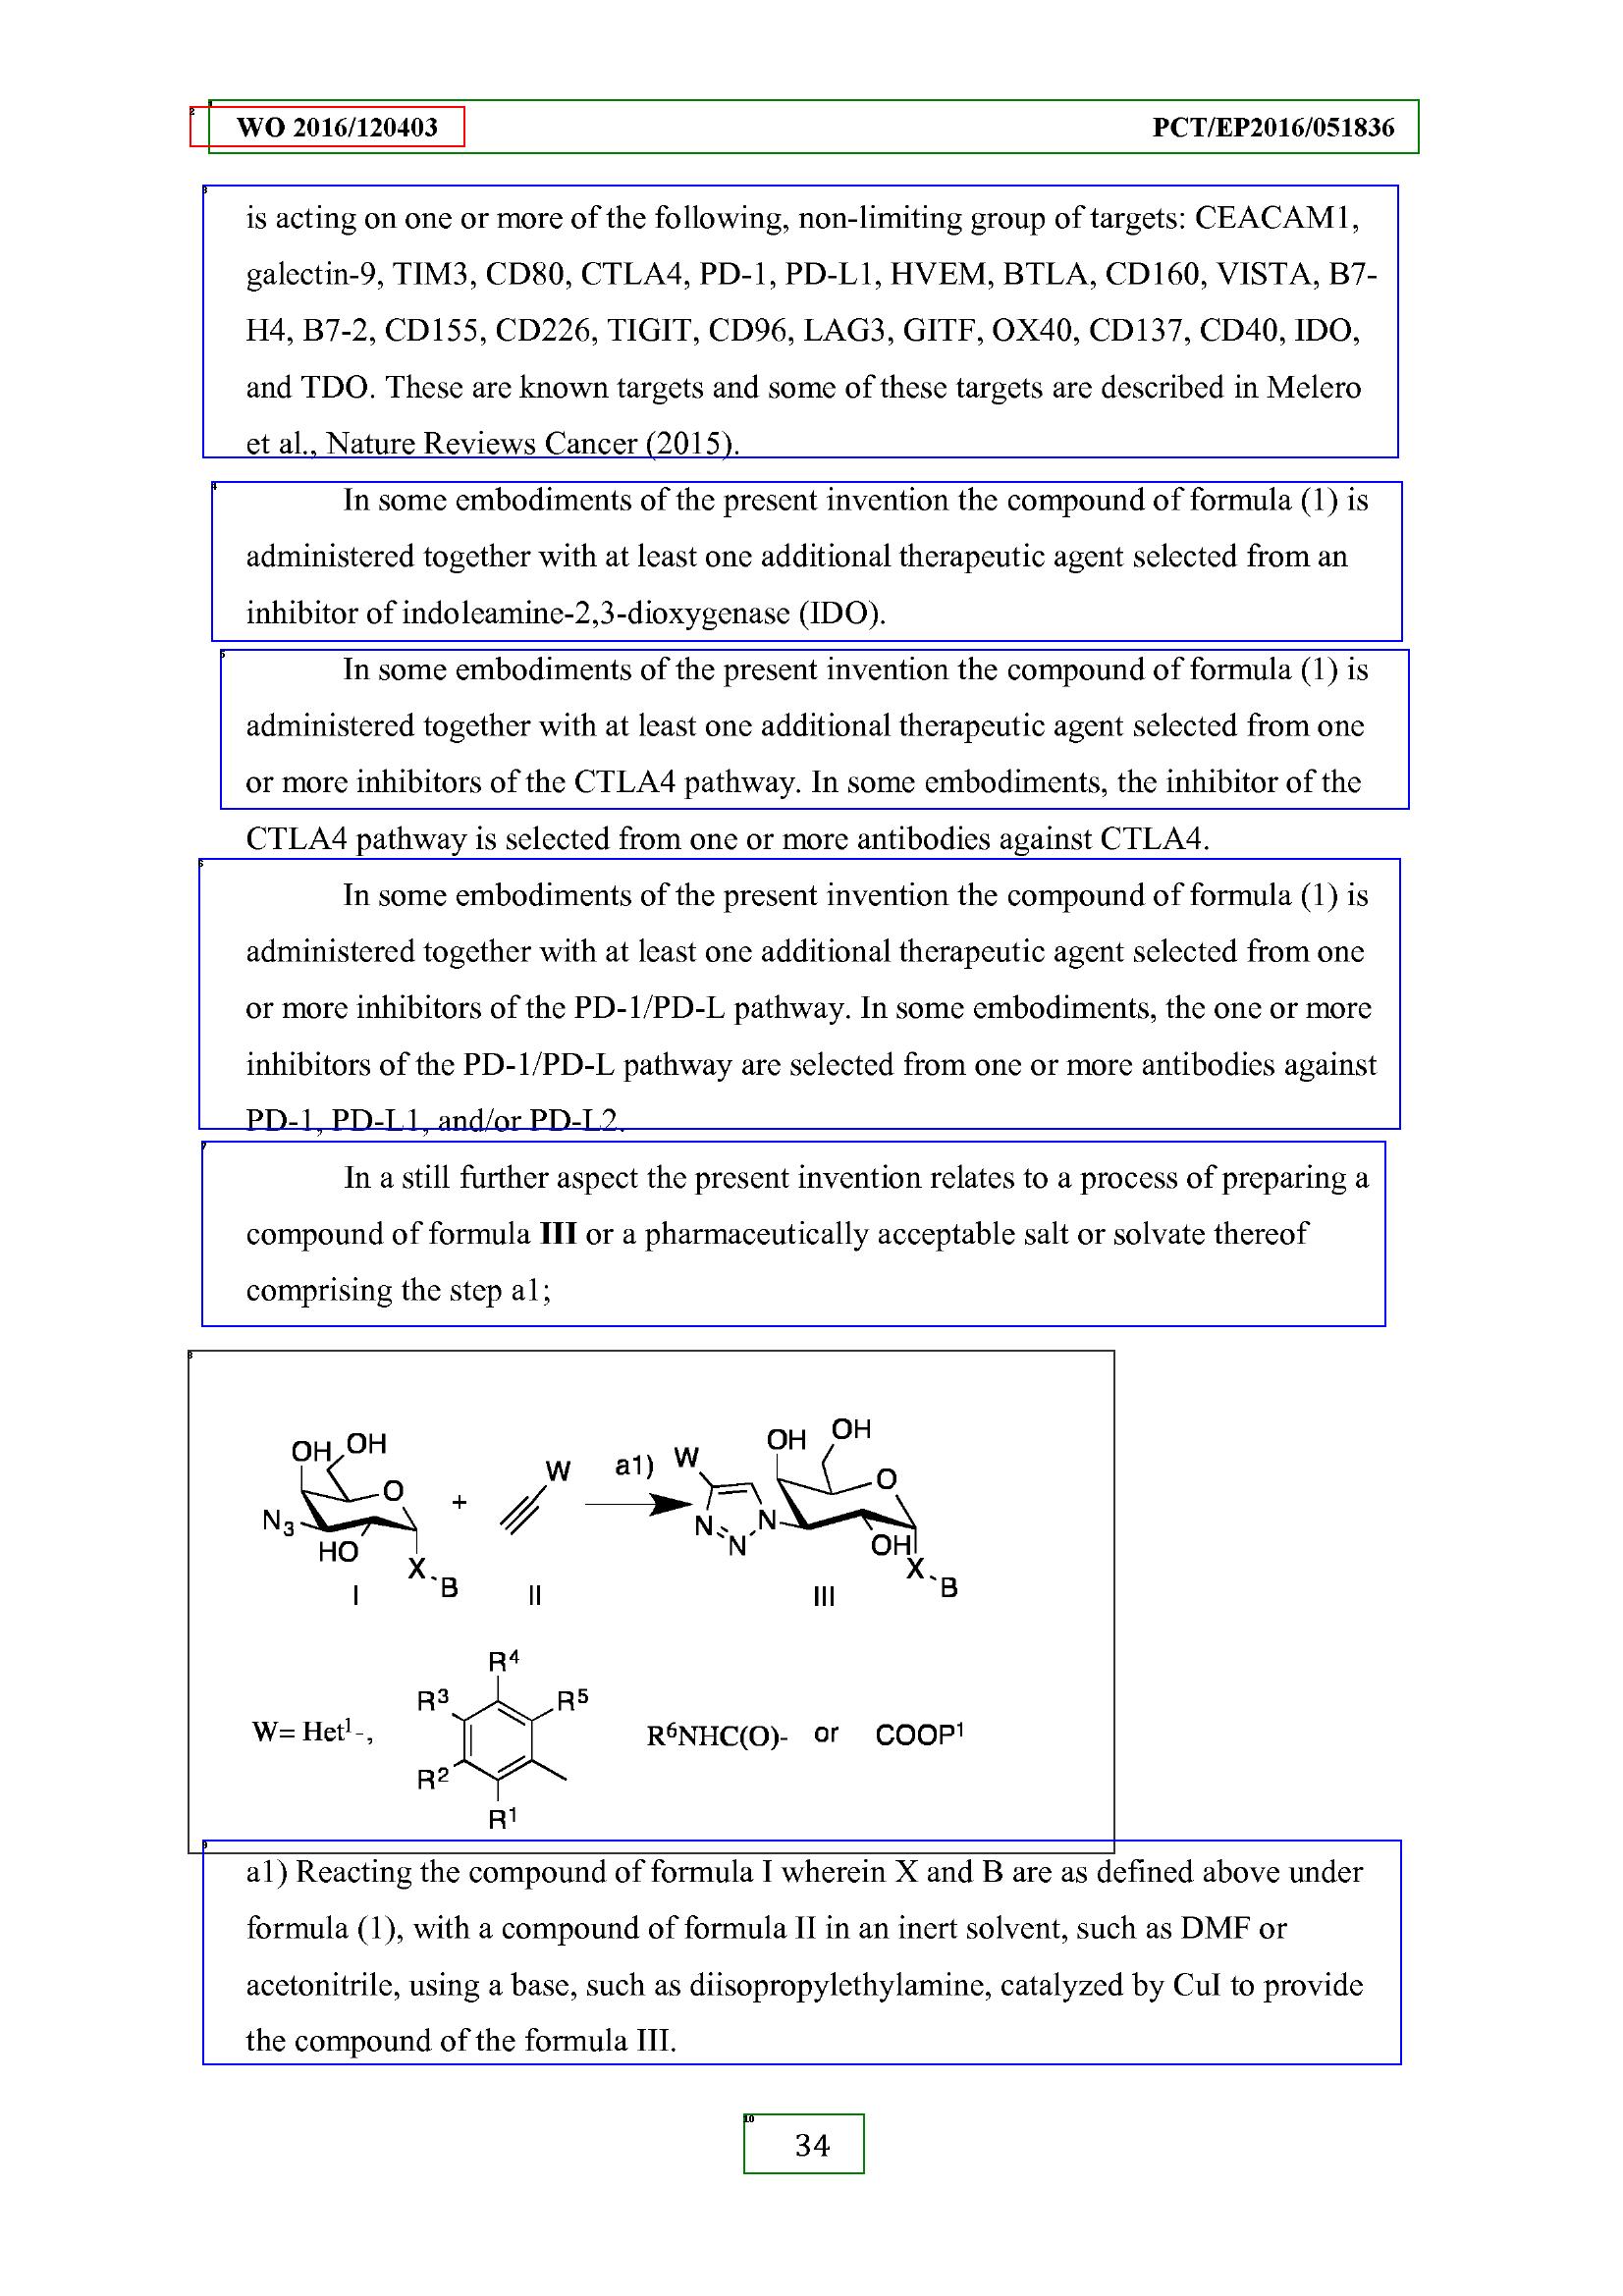 WO 2016/120403 PCT/EP2016/051836
is acting on one or more of the following, non-limiting group of targets: CEACAM1,
galectin-9, TIM3, CD80, CTLA4, PD-1, PD-L1, HVEM, BTLA, CD160, VISTA, B7-
H4, B7-2, CD155, CD226, TIGIT, CD96, LAG3, GITF, OX40, CD137, CD40, IDO,
and TDO. These are known targets and some of these targets are described in Melero
et al., Nature Reviews Cancer (2015).
In some embodiments of the present invention the compound of formula (1) is
administered together with at least one additional therapeutic agent selected from an
inhibitor of indoleamine-2,3-dioxygenase (IDO).
In some embodiments of the present invention the compound of formula (1) is
administered together with at least one additional therapeutic agent selected from one
or more inhibitors of the CTLA4 pathway. In some embodiments, the inhibitor of the
CTLA4 pathway is selected from one or more antibodies against CTLA4.
In some embodiments of the present invention the compound of formula (1) is
administered together with at least one additional therapeutic agent selected from one
or more inhibitors of the PD-1/PD-L pathway. In some embodiments, the one or more
inhibitors of the PD-1/PD-L pathway are selected from one or more antibodies against
PD-1, PD-L1, and/or PD-L2.
In a still further aspect the present invention relates to a process of preparing a
compound of formula III or a pharmaceutically acceptable salt or solvate thereof
comprising the step a1;
OH OH O N₃ HO X B
I
+
W
II
a1)
W OH OH O N N N OH X B
III
W= Het¹-,
R⁴ R³ R⁵ R² R¹
R⁶NHC(O)- or COOP¹
a1) Reacting the compound of formula I wherein X and B are as defined above under
formula (1), with a compound of formula II in an inert solvent, such as DMF or
acetonitrile, using a base, such as diisopropylethylamine, catalyzed by CuI to provide
the compound of the formula III.
34